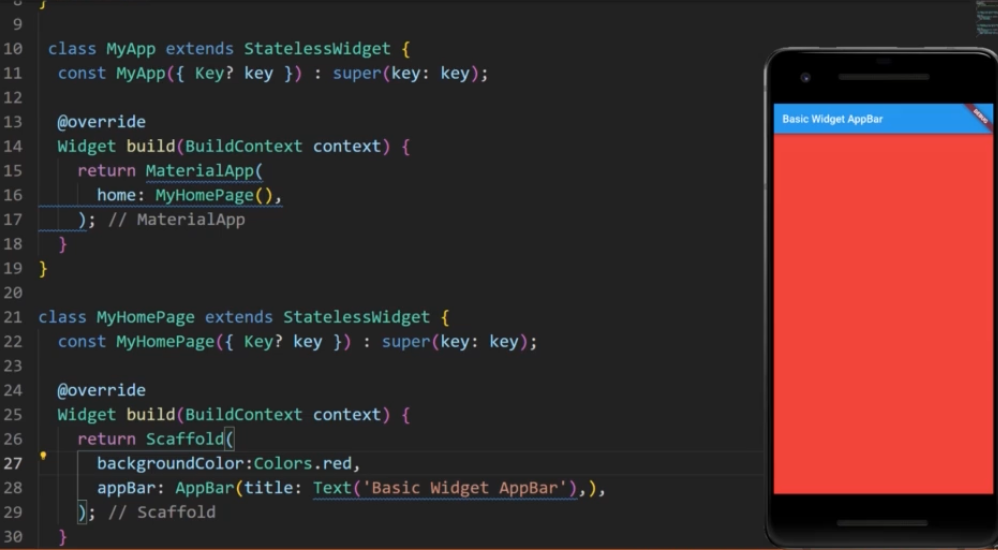 8 }
9
10 class MyApp extends StatelessWidget {
11 const MyApp({ Key? key }) : super(key: key);
12
13 @override
14 Widget build(BuildContext context) {
15 return MaterialApp(
16 home: MyHomePage(),
17 ); // MaterialApp
18 }
19 }
20
21 class MyHomePage extends StatelessWidget {
22 const MyHomePage({ Key? key }) : super(key: key);
23
24 @override
25 Widget build(BuildContext context) {
26 return Scaffold(
27 backgroundColor:Colors.red,
28 appBar: AppBar(title: Text('Basic Widget AppBar'),),
29 ); // Scaffold
30 }
Basic Widget AppBar
DEBUG